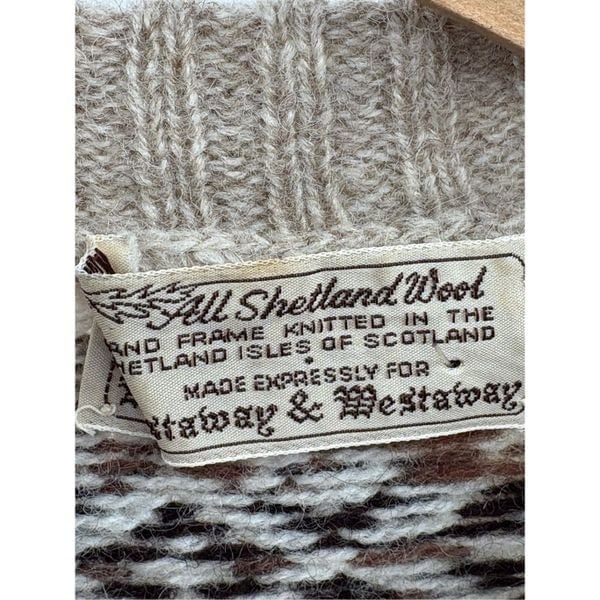 All Shetland Wool
AND FRAME KNITTED IN THE
HETLAND ISLES OF SCOTLAND
MADE EXPRESSLY FOR
staway & Westaway